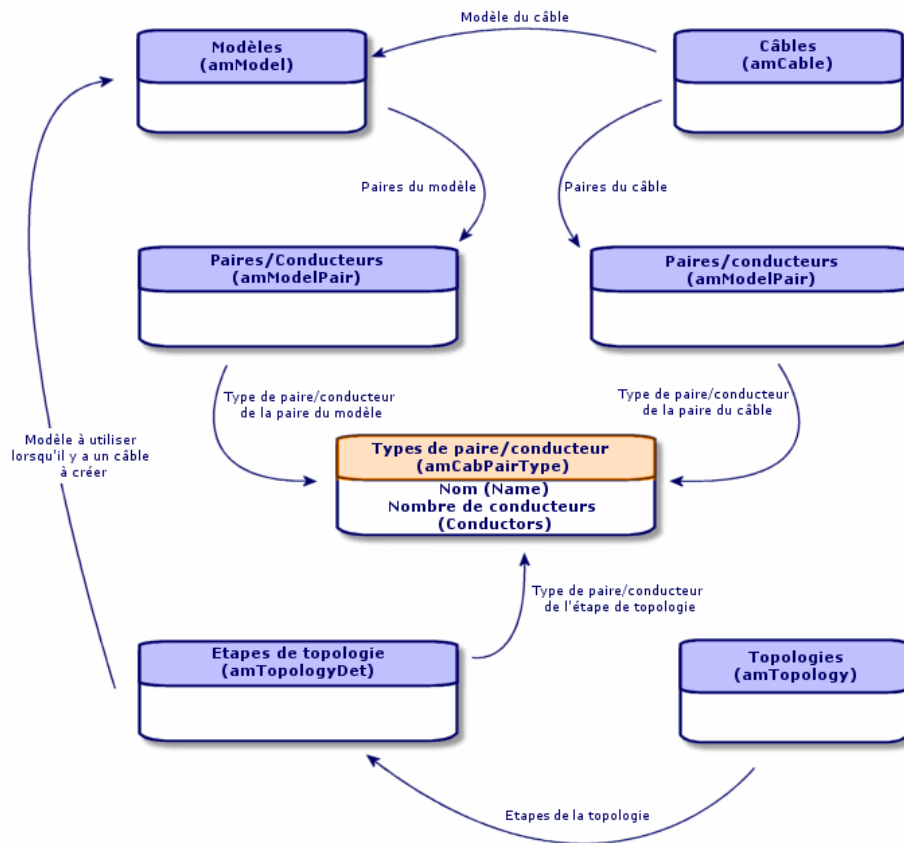 Modèle du câble
Modèles
(amModel)
Câbles
(amCable)
Paires du modèle
Paires du câble
Paires/Conducteurs
(amModelPair)
Paires/conducteurs
(amModelPair)
Type de paire/conducteur
de la paire du modèle
Type de paire/conducteur
de la paire du câble
Modèle à utiliser
lorsqu'il y a un câble
à créer
Types de paire/conducteur
(amCabPairType)
Nom (Name)
Nombre de conducteurs
(Conductors)
Type de paire/conducteur
de l'étape de topologie
Etapes de topologie
(amTopologyDet)
Topologies
(amTopology)
Etapes de la topologie